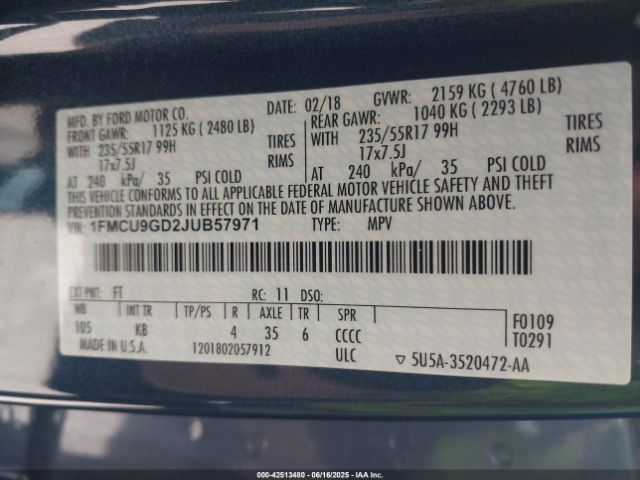 MFD. BY FORD MOTOR CO. DATE: 02/18 GVWR: 2159 KG ( 4760 LB)
FRONT GAWR: 1125 KG ( 2480 LB) REAR GAWR: 1040 KG ( 2293 LB)
WITH 235/55R17 99H TIRES WITH 235/55R17 99H TIRES
17x7.5J RIMS 17x7.5J RIMS
AT 240 kPa/ 35 PSI COLD AT 240 kPa/ 35 PSI COLD
THIS VEHICLE CONFORMS TO ALL APPLICABLE FEDERAL MOTOR VEHICLE SAFETY AND THEFT
PREVENTION STANDARDS IN EFFECT ON THE DATE OF MANUFACTURE SHOWN ABOVE.
VIN: 1FMCU9GD2JUB57971 TYPE: MPV
EXT PNT: FT RC: 11 DSO:
WB INT TR TP/PS R AXLE TR SPR F0109
105 KB 4 35 6 CCCC T0291
MADE IN U.S.A. 1201802057912 ULC ▽ 5U5A-3520472-AA
000-42513480 - 06/16/2025 - IAA Inc.